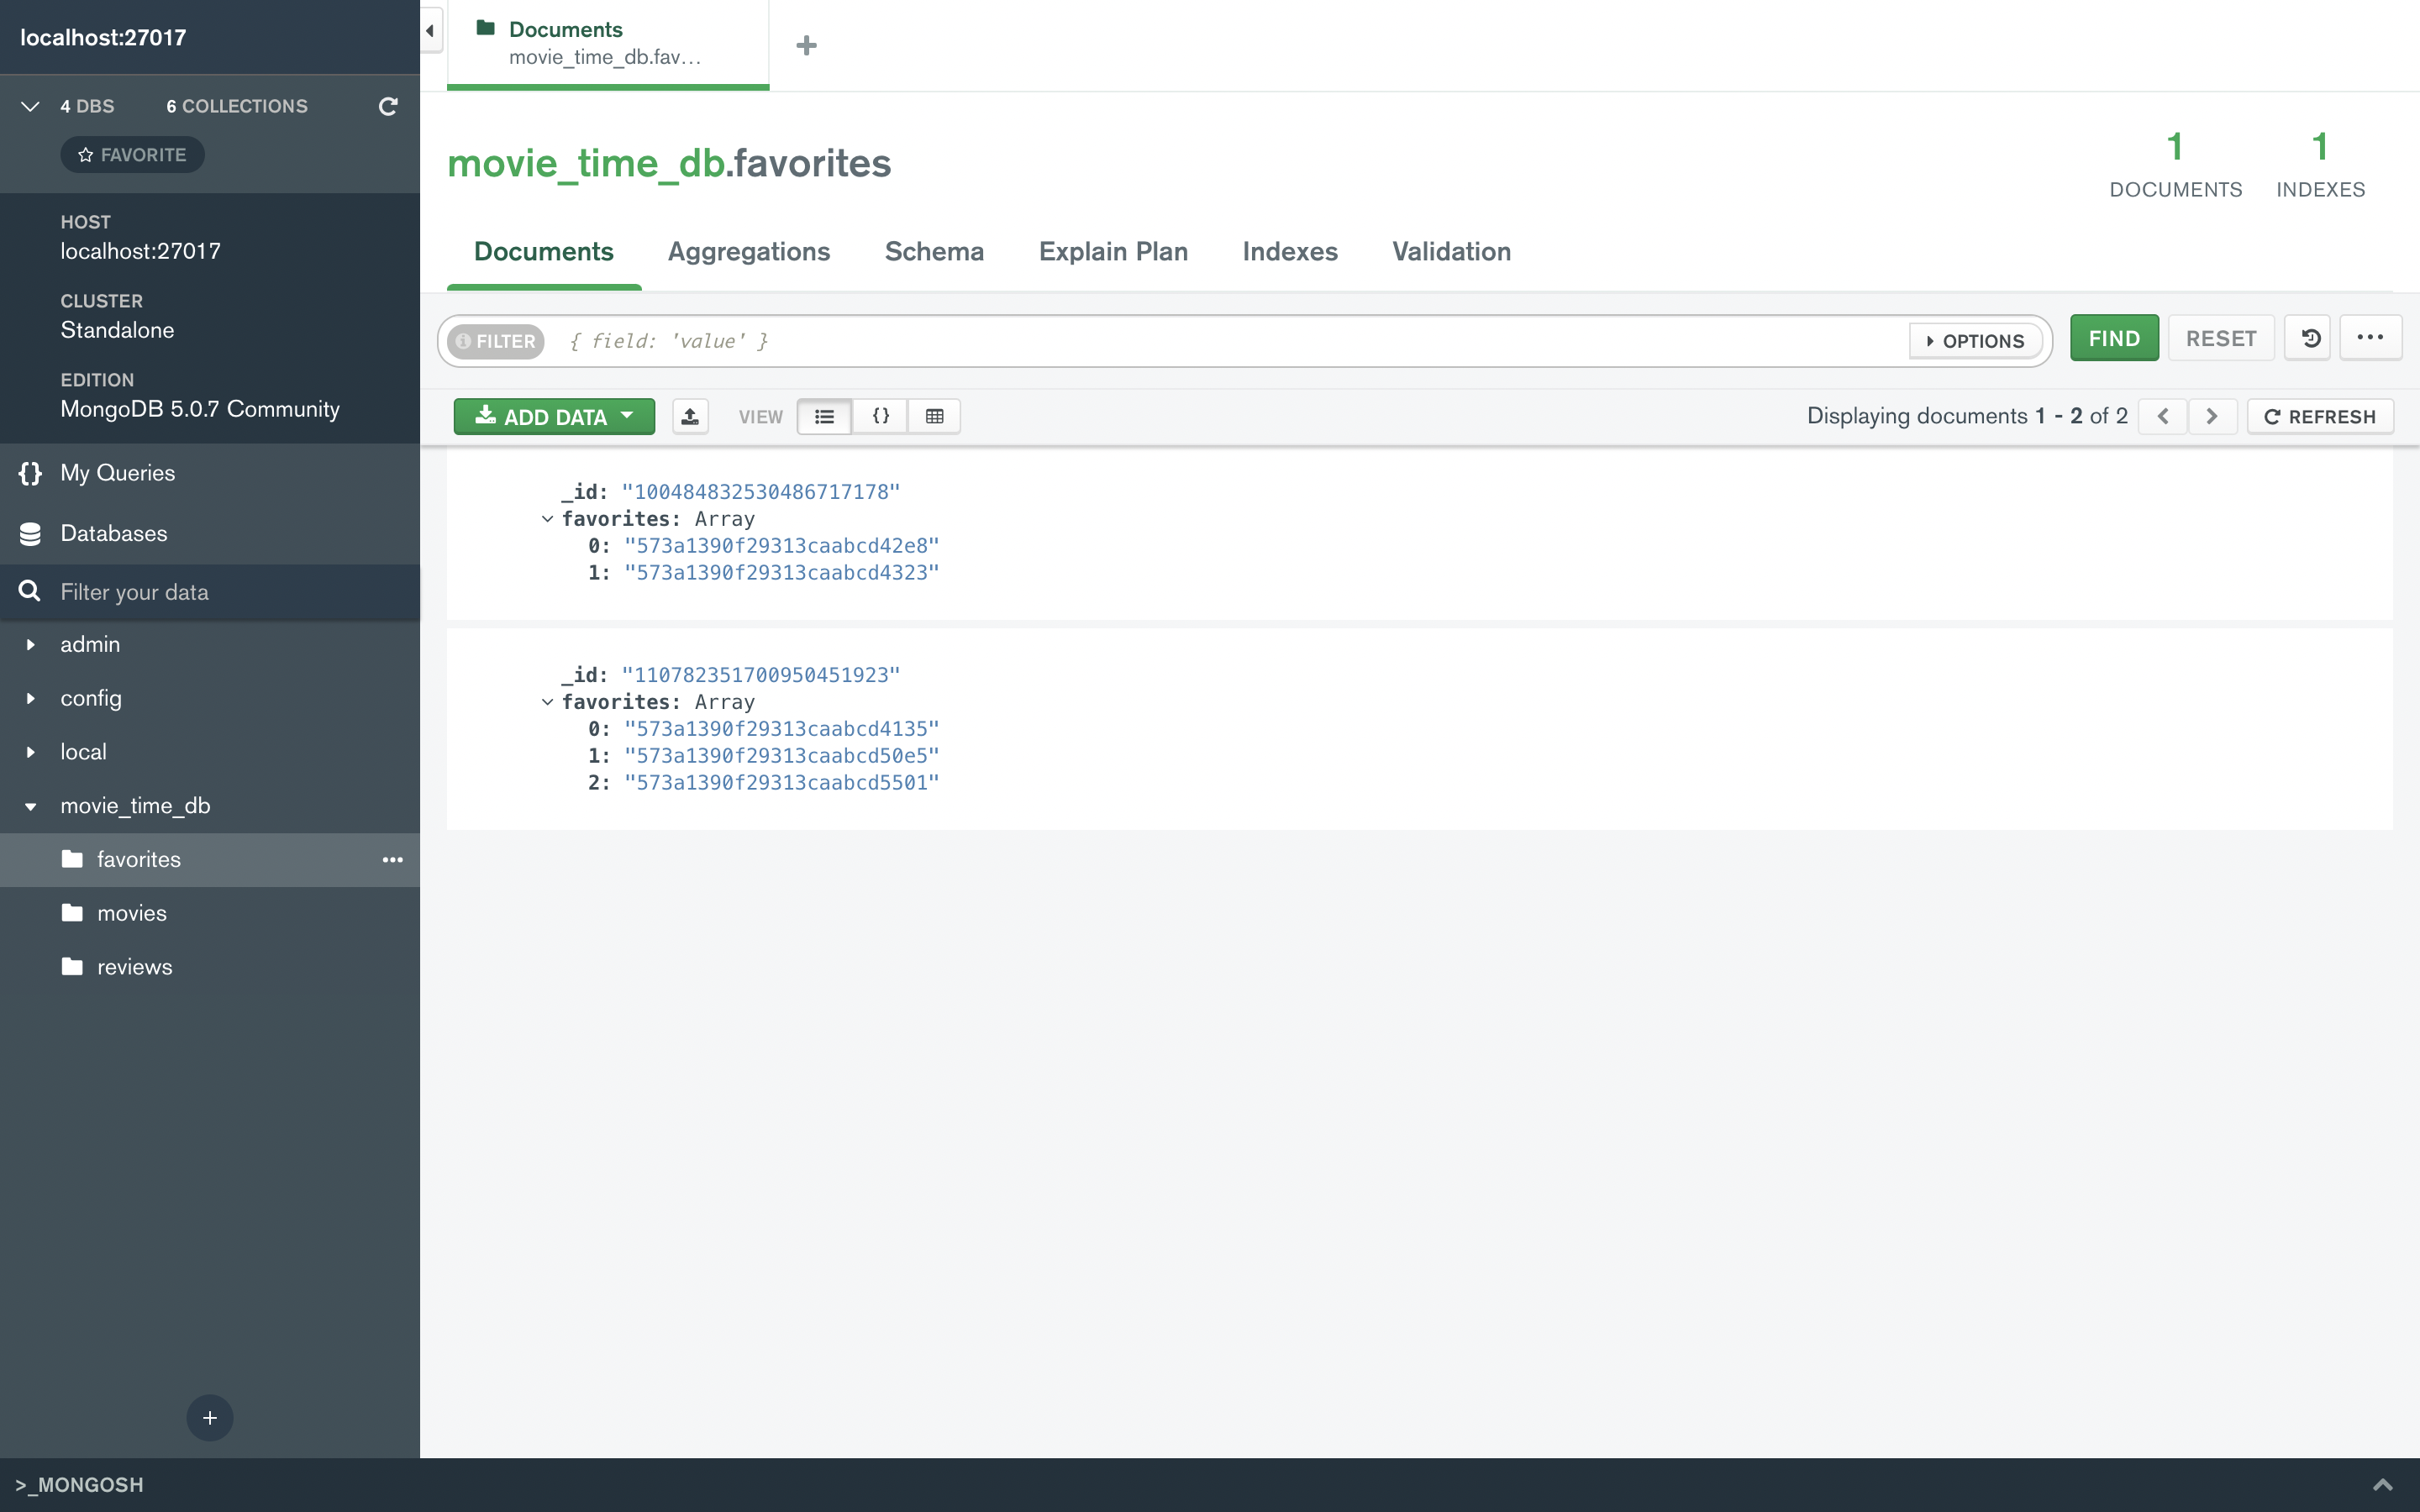 localhost:27017
4 DBS 6 COLLECTIONS
FAVORITE
HOST
localhost:27017
CLUSTER
Standalone
EDITION
MongoDB 5.0.7 Community
{} My Queries
Databases
Filter your data
admin
config
local
movie_time_db
favorites
movies
reviews
+
Documents
movie_time_db.fav...
+
movie_time_db.favorites
1 DOCUMENTS
1 INDEXES
Documents Aggregations Schema Explain Plan Indexes Validation
FILTER { field: 'value' } OPTIONS FIND RESET
ADD DATA VIEW {} Displaying documents 1 - 2 of 2 REFRESH
_id: "100484832530486717178"
favorites: Array
0: "573a1390f29313caabcd42e8"
1: "573a1390f29313caabcd4323"
_id: "110782351700950451923"
favorites: Array
0: "573a1390f29313caabcd4135"
1: "573a1390f29313caabcd50e5"
2: "573a1390f29313caabcd5501"
>_MONGOSH